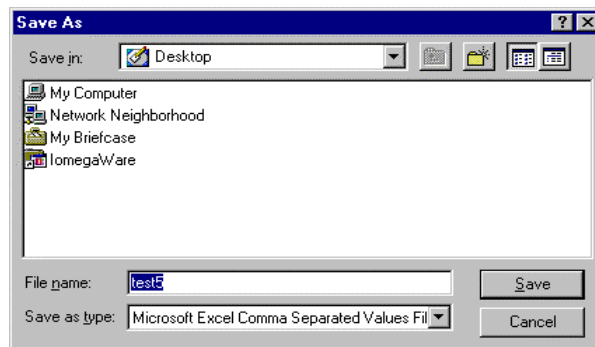 Save As
Save in: Desktop
My Computer
Network Neighborhood
My Briefcase
IomegaWare
File name: test5 Save
Save as type: Microsoft Excel Comma Separated Values Fil Cancel